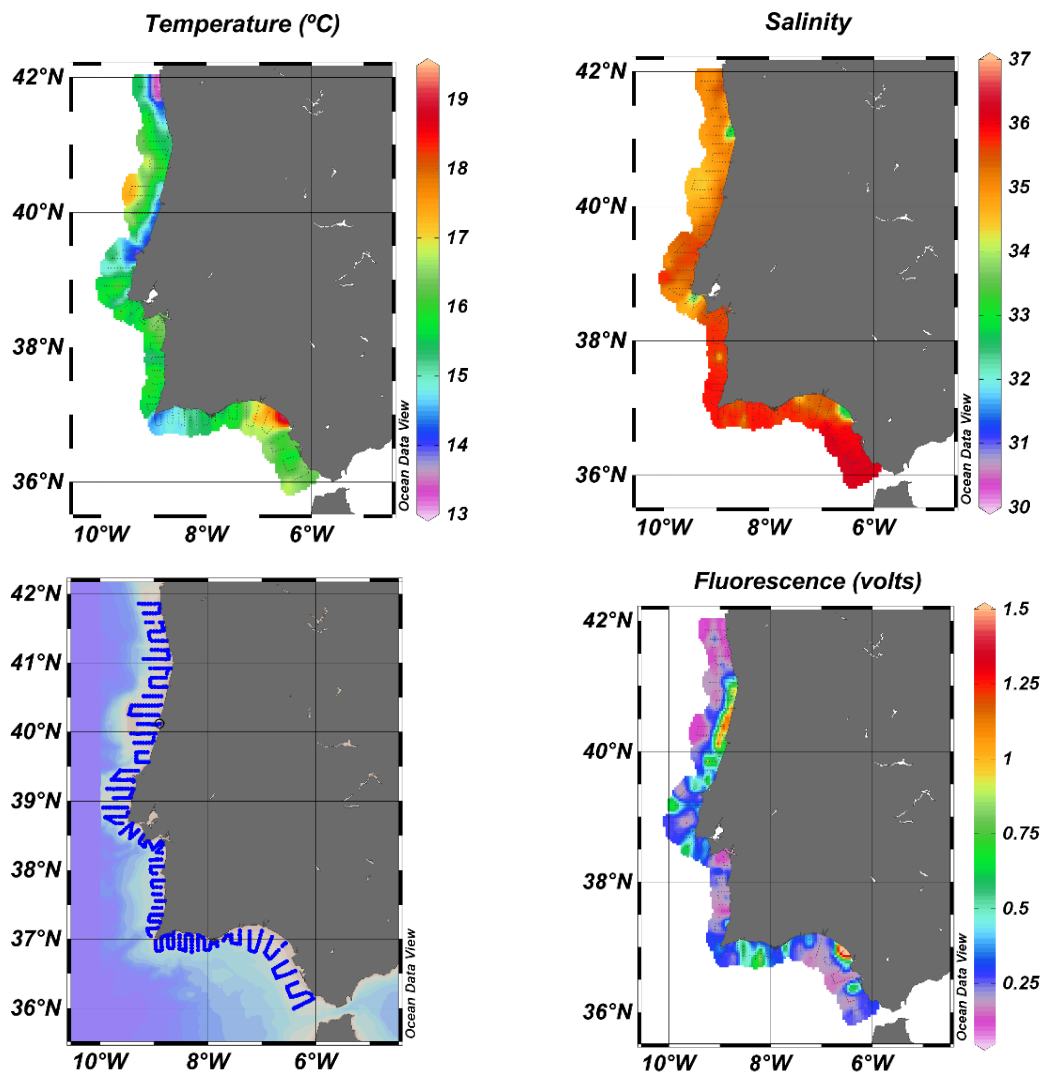 Temperature (ºC)
42°N
40°N
38°N
36°N
10°W
8°W
6°W
19
18
17
16
15
14
13
Ocean Data View
Salinity
42°N
40°N
38°N
36°N
10°W
8°W
6°W
37
36
35
34
33
32
31
30
Ocean Data View
42°N
41°N
40°N
39°N
38°N
37°N
36°N
10°W
8°W
6°W
Ocean Data View
Fluorescence (volts)
42°N
40°N
38°N
36°N
10°W
8°W
6°W
1.5
1.25
1
0.75
0.5
0.25
Ocean Data View